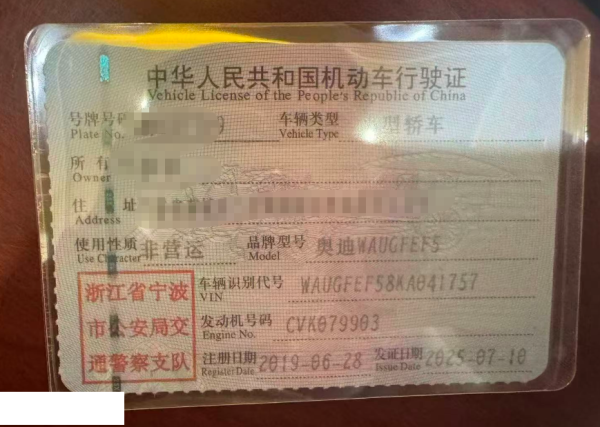 中华人民共和国机动车行驶证
Vehicle License of the People's Republic of China
号牌号码 车辆类型 型轿车
Plate No. Vehicle Type
所有
Owner
住 址
Address
使用性质 非营运 品牌型号 奥迪WAUGFEF5
Use Character Model
浙江省宁波
市公安局交
通警察支队
车辆识别代号 WAUGFEF58KA041757
VIN
发动机号码 CVK079903
Engine No.
注册日期 2019-06-28 发证日期 2025-07-10
Register Date Issue Date